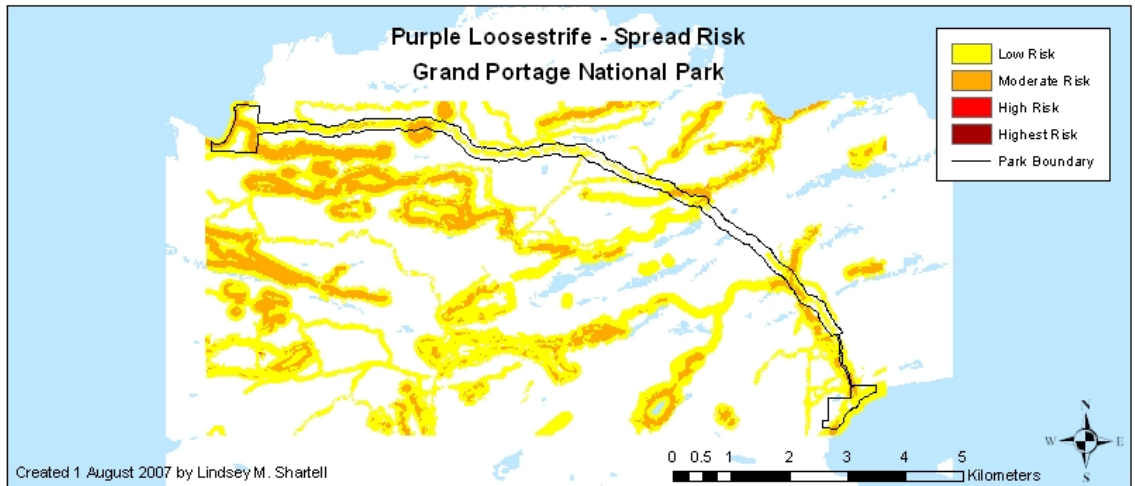 Purple Loosestrife - Spread Risk
Grand Portage National Park
Low Risk
Moderate Risk
High Risk
Highest Risk
Park Boundary
N
W E
S
0 0.5 1 2 3 4 5
Kilometers
Created 1 August 2007 by Lindsey M. Shartell